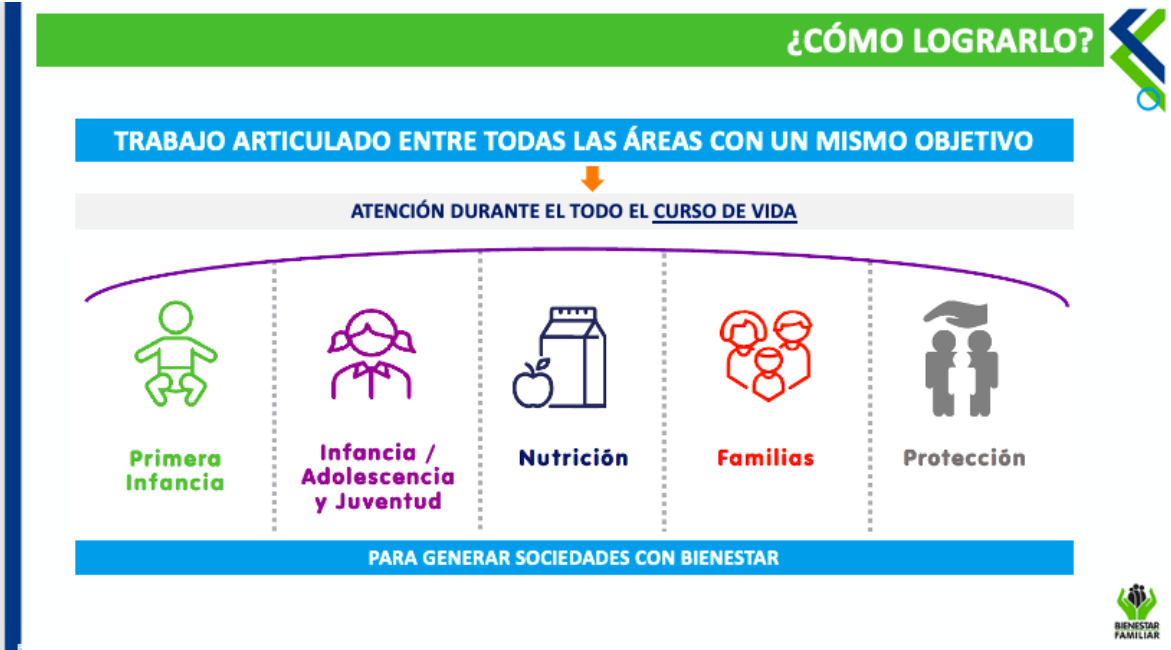 ¿CÓMO LOGRARLO?
TRABAJO ARTICULADO ENTRE TODAS LAS ÁREAS CON UN MISMO OBJETIVO
ATENCIÓN DURANTE EL TODO EL CURSO DE VIDA
Primera
Infancia
Infancia /
Adolescencia
y Juventud
Nutrición
Familias
Protección
PARA GENERAR SOCIEDADES CON BIENESTAR
BIENESTAR
FAMILIAR